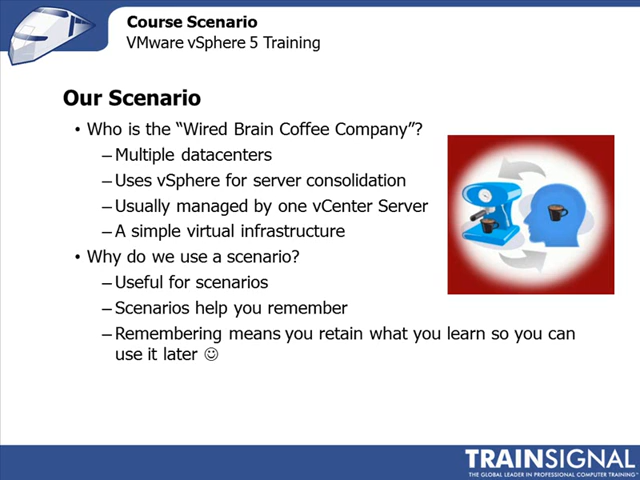 Course Scenario
VMware vSphere 5 Training
Our Scenario
• Who is the “Wired Brain Coffee Company”?
– Multiple datacenters
– Uses vSphere for server consolidation
– Usually managed by one vCenter Server
– A simple virtual infrastructure
• Why do we use a scenario?
– Useful for scenarios
– Scenarios help you remember
– Remembering means you retain what you learn so you can
use it later ☺
TRAINSIGNAL
THE GLOBAL LEADER IN PROFESSIONAL COMPUTER TRAINING™